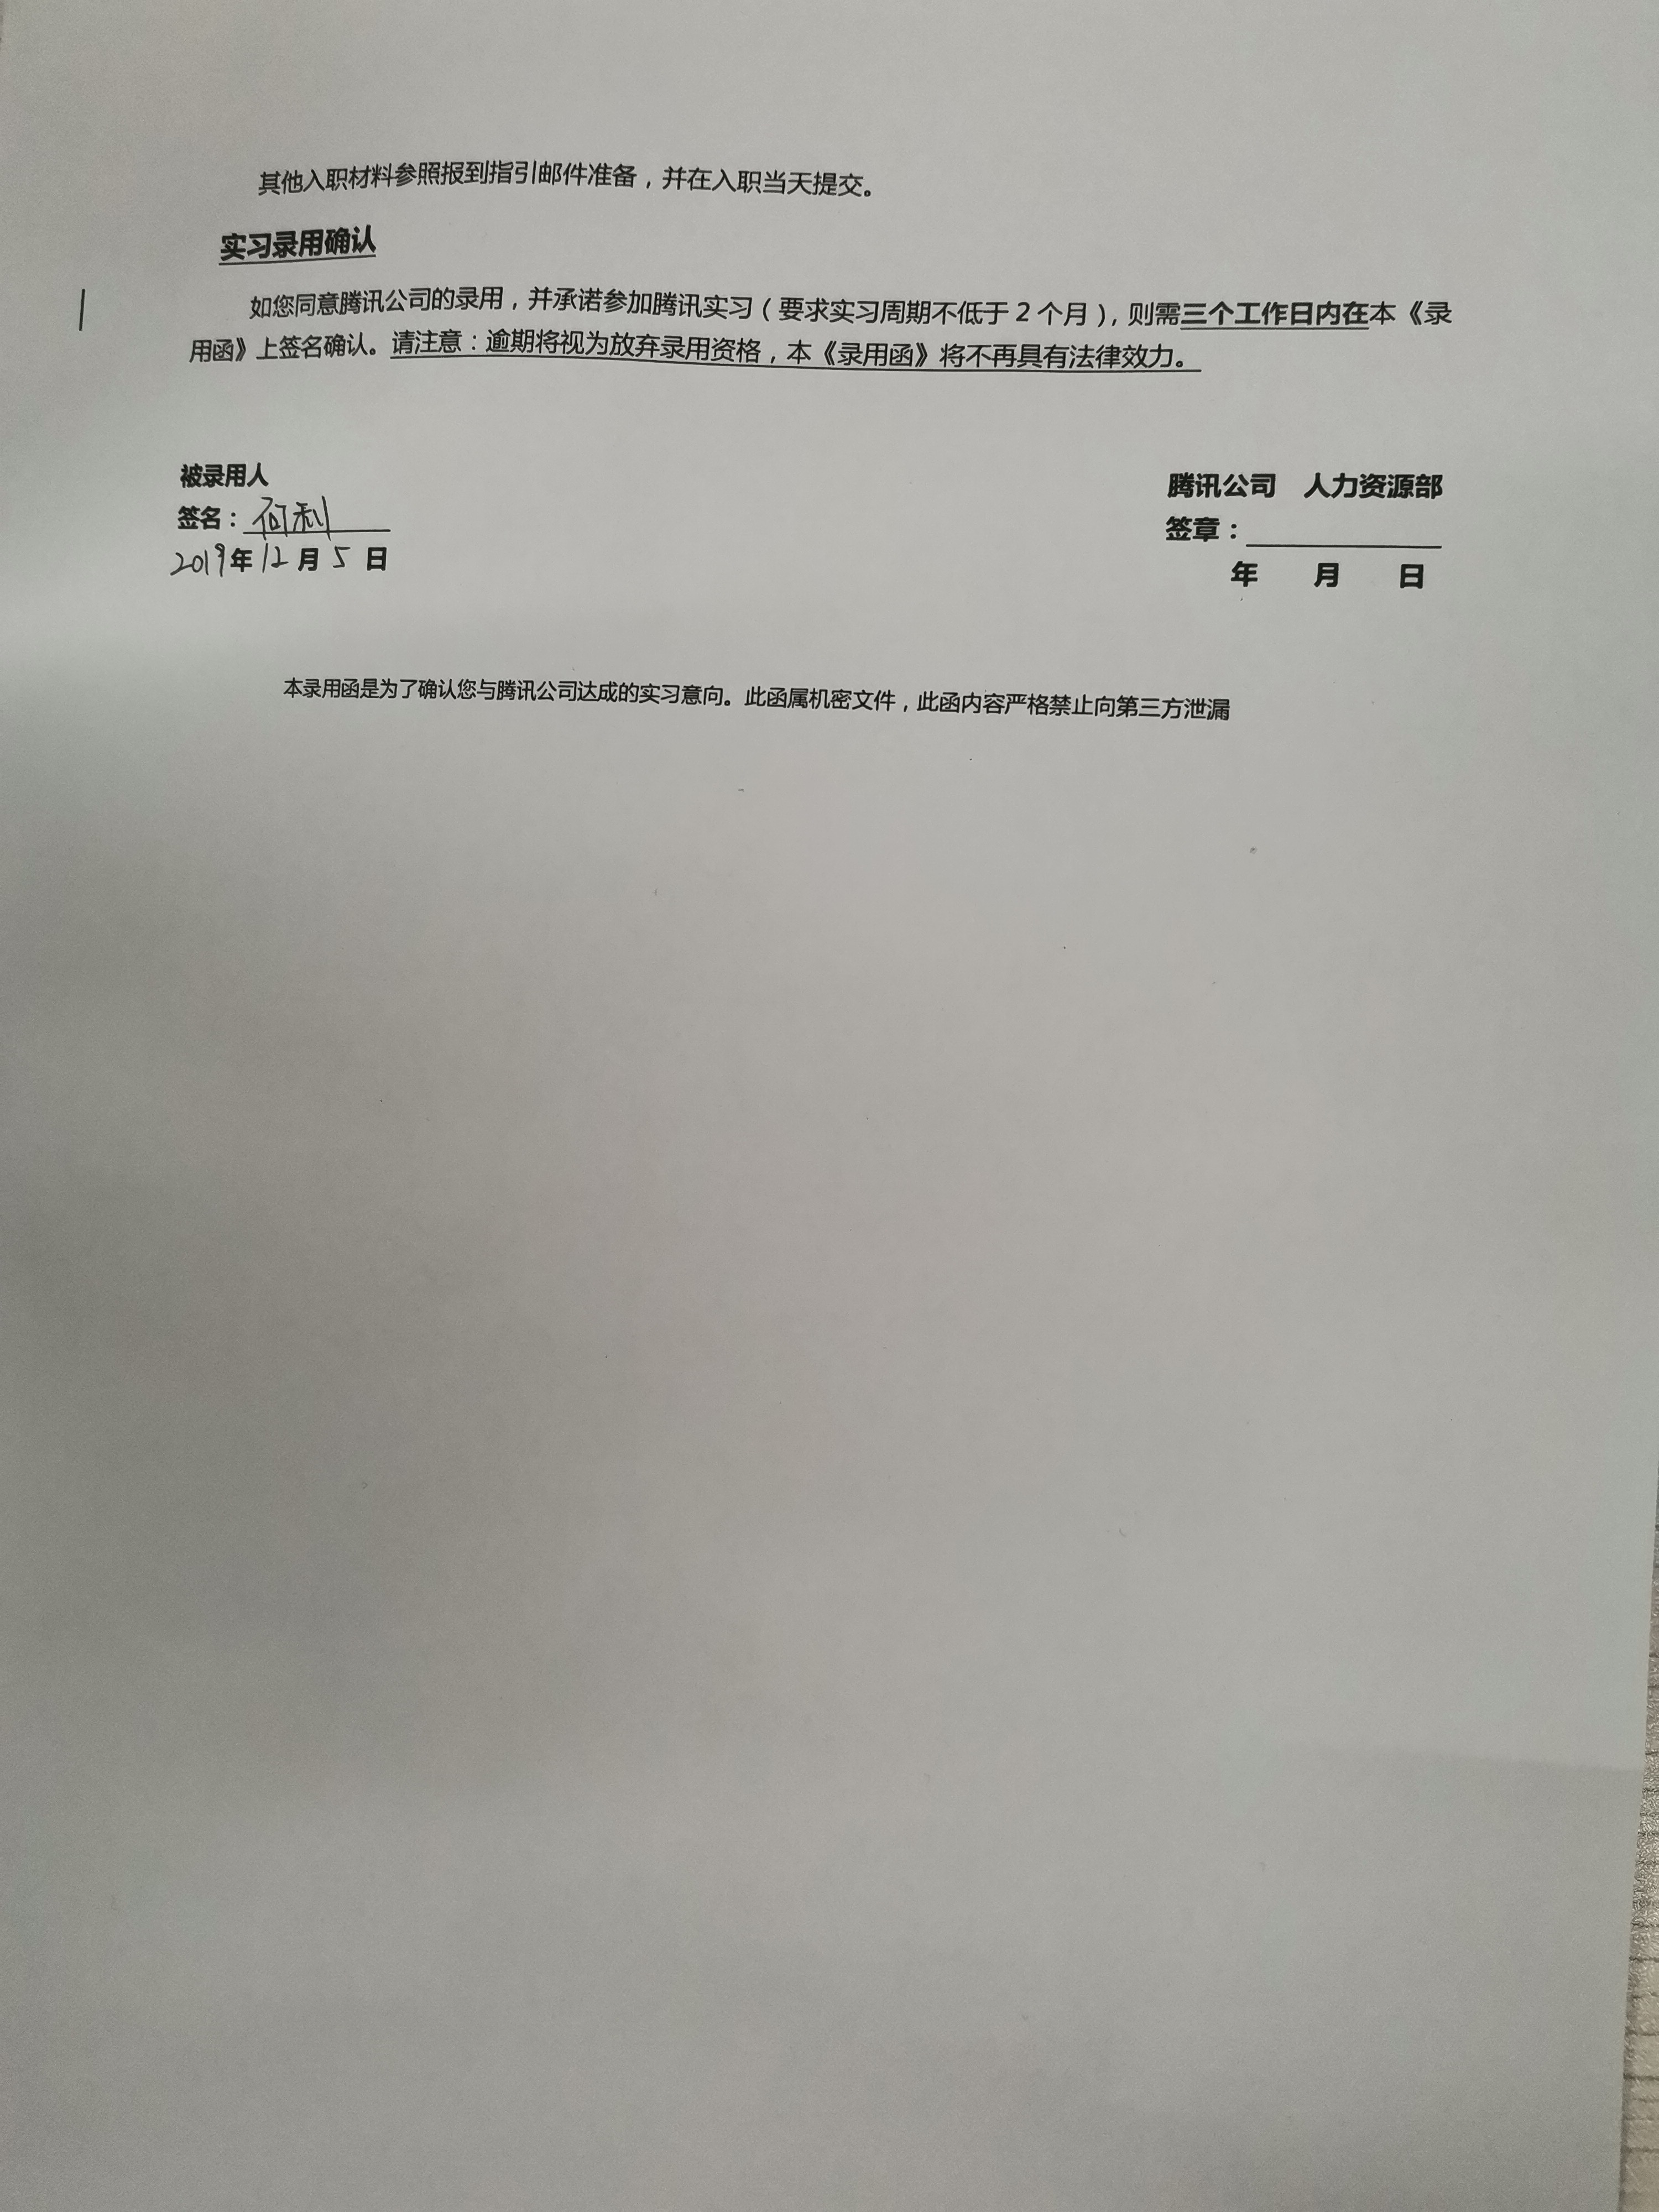 其他入职材料参照报到指引邮件准备，并在入职当天提交。
实习录用确认
如您同意腾讯公司的录用，并承诺参加腾讯实习（要求实习周期不低于 2 个月），则需三个工作日内在本《录
用函》上签名确认。请注意：逾期将视为放弃录用资格，本《录用函》将不再具有法律效力。
被录用人
签名：何利
2019年12月5日
腾讯公司 人力资源部
签章：
年 月 日
本录用函是为了确认您与腾讯公司达成的实习意向。此函属机密文件，此函内容严格禁止向第三方泄漏